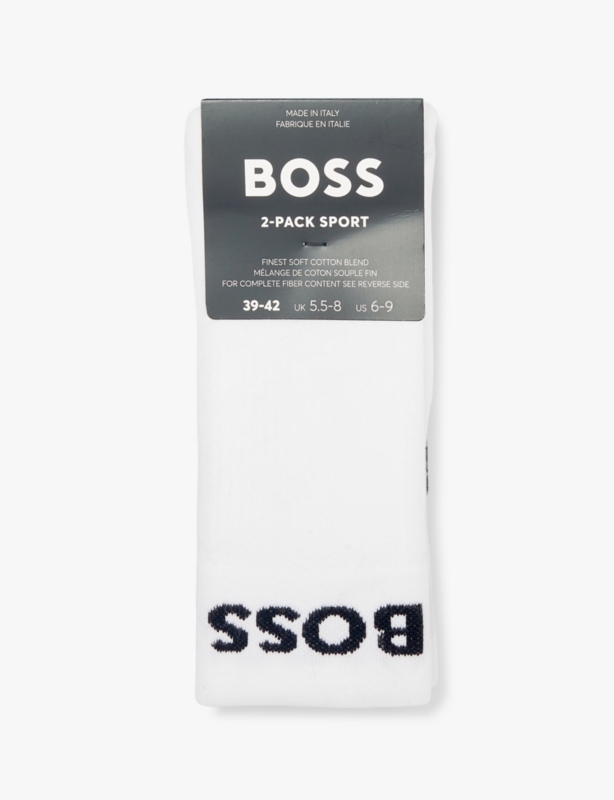 MADE IN ITALY
FABRIQUE EN ITALIE
BOSS
2-PACK SPORT
FINEST SOFT COTTON BLEND
MÉLANGE DE COTON SOUPLE FIN
FOR COMPLETE FIBER CONTENT SEE REVERSE SIDE
39-42 UK 5.5-8 US 6-9
BOSS